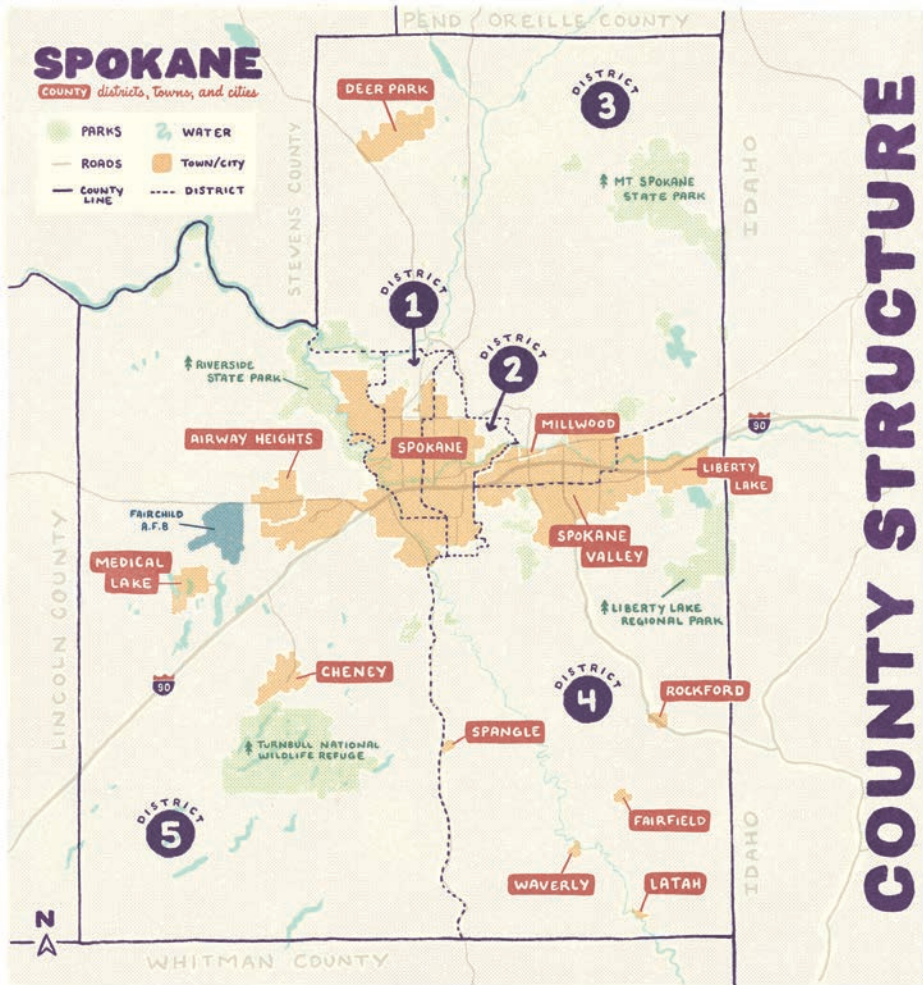 PEND OREILLE COUNTY
SPOKANE
COUNTY districts, towns, and cities
PARKS
WATER
ROADS
TOWN/CITY
COUNTY
LINE
DISTRICT
STEVENS COUNTY
DEER PARK
DISTRICT
3
MT SPOKANE
STATE PARK
IDAHO
COUNTY STRUCTURE
DISTRICT
1
DISTRICT
2
RIVERSIDE
STATE PARK
AIRWAY HEIGHTS
SPOKANE
MILLWOOD
90
LIBERTY
LAKE
FAIRCHILD
A.F.B
SPOKANE
VALLEY
MEDICAL
LAKE
LINCOLN COUNTY
LIBERTY LAKE
REGIONAL PARK
90
CHENEY
DISTRICT
4
ROCKFORD
SPANGLE
TURNBULL NATIONAL
WILDLIFE REFUGE
DISTRICT
5
FAIRFIELD
WAVERLY
LATAH
IDAHO
N
WHITMAN COUNTY